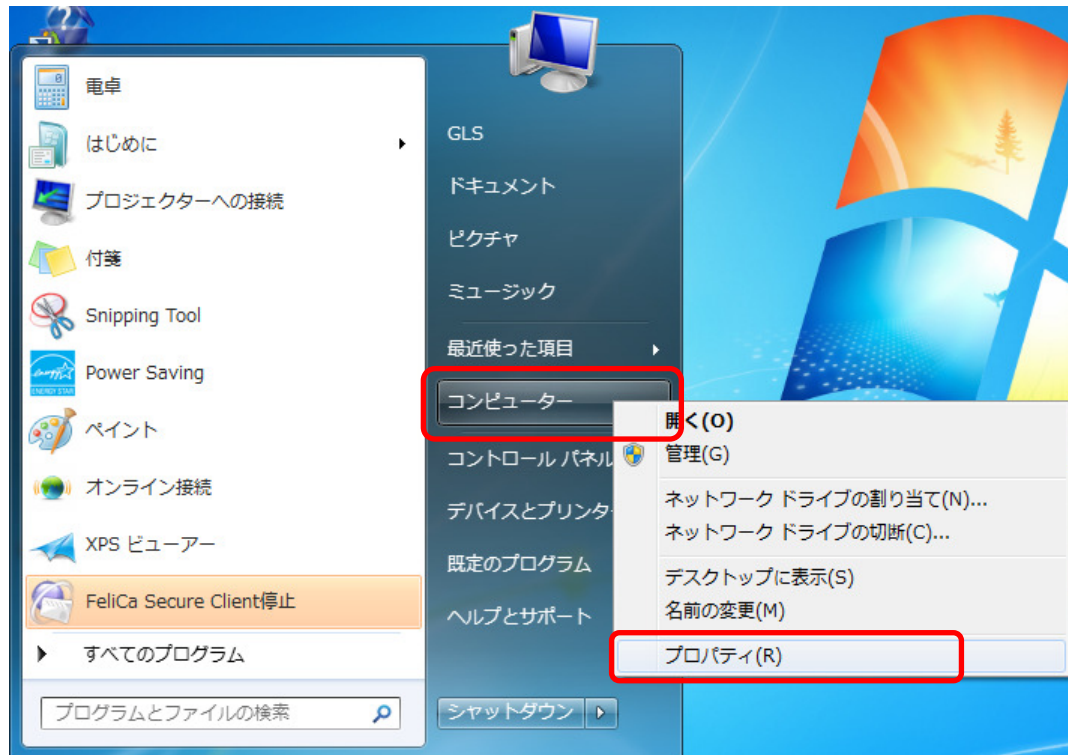 電卓
はじめに
プロジェクターへの接続
付箋
Snipping Tool
Power Saving
ENERGY STAR
ペイント
オンライン接続
XPS ビューアー
FeliCa Secure Client停止
すべてのプログラム
プログラムとファイルの検索
GLS
ドキュメント
ピクチャ
ミュージック
最近使った項目
コンピューター
コントロール パネル
デバイスとプリンター
既定のプログラム
ヘルプとサポート
シャットダウン
開く(O)
管理(G)
ネットワーク ドライブの割り当て(N)...
ネットワーク ドライブの切断(C)...
デスクトップに表示(S)
名前の変更(M)
プロパティ(R)